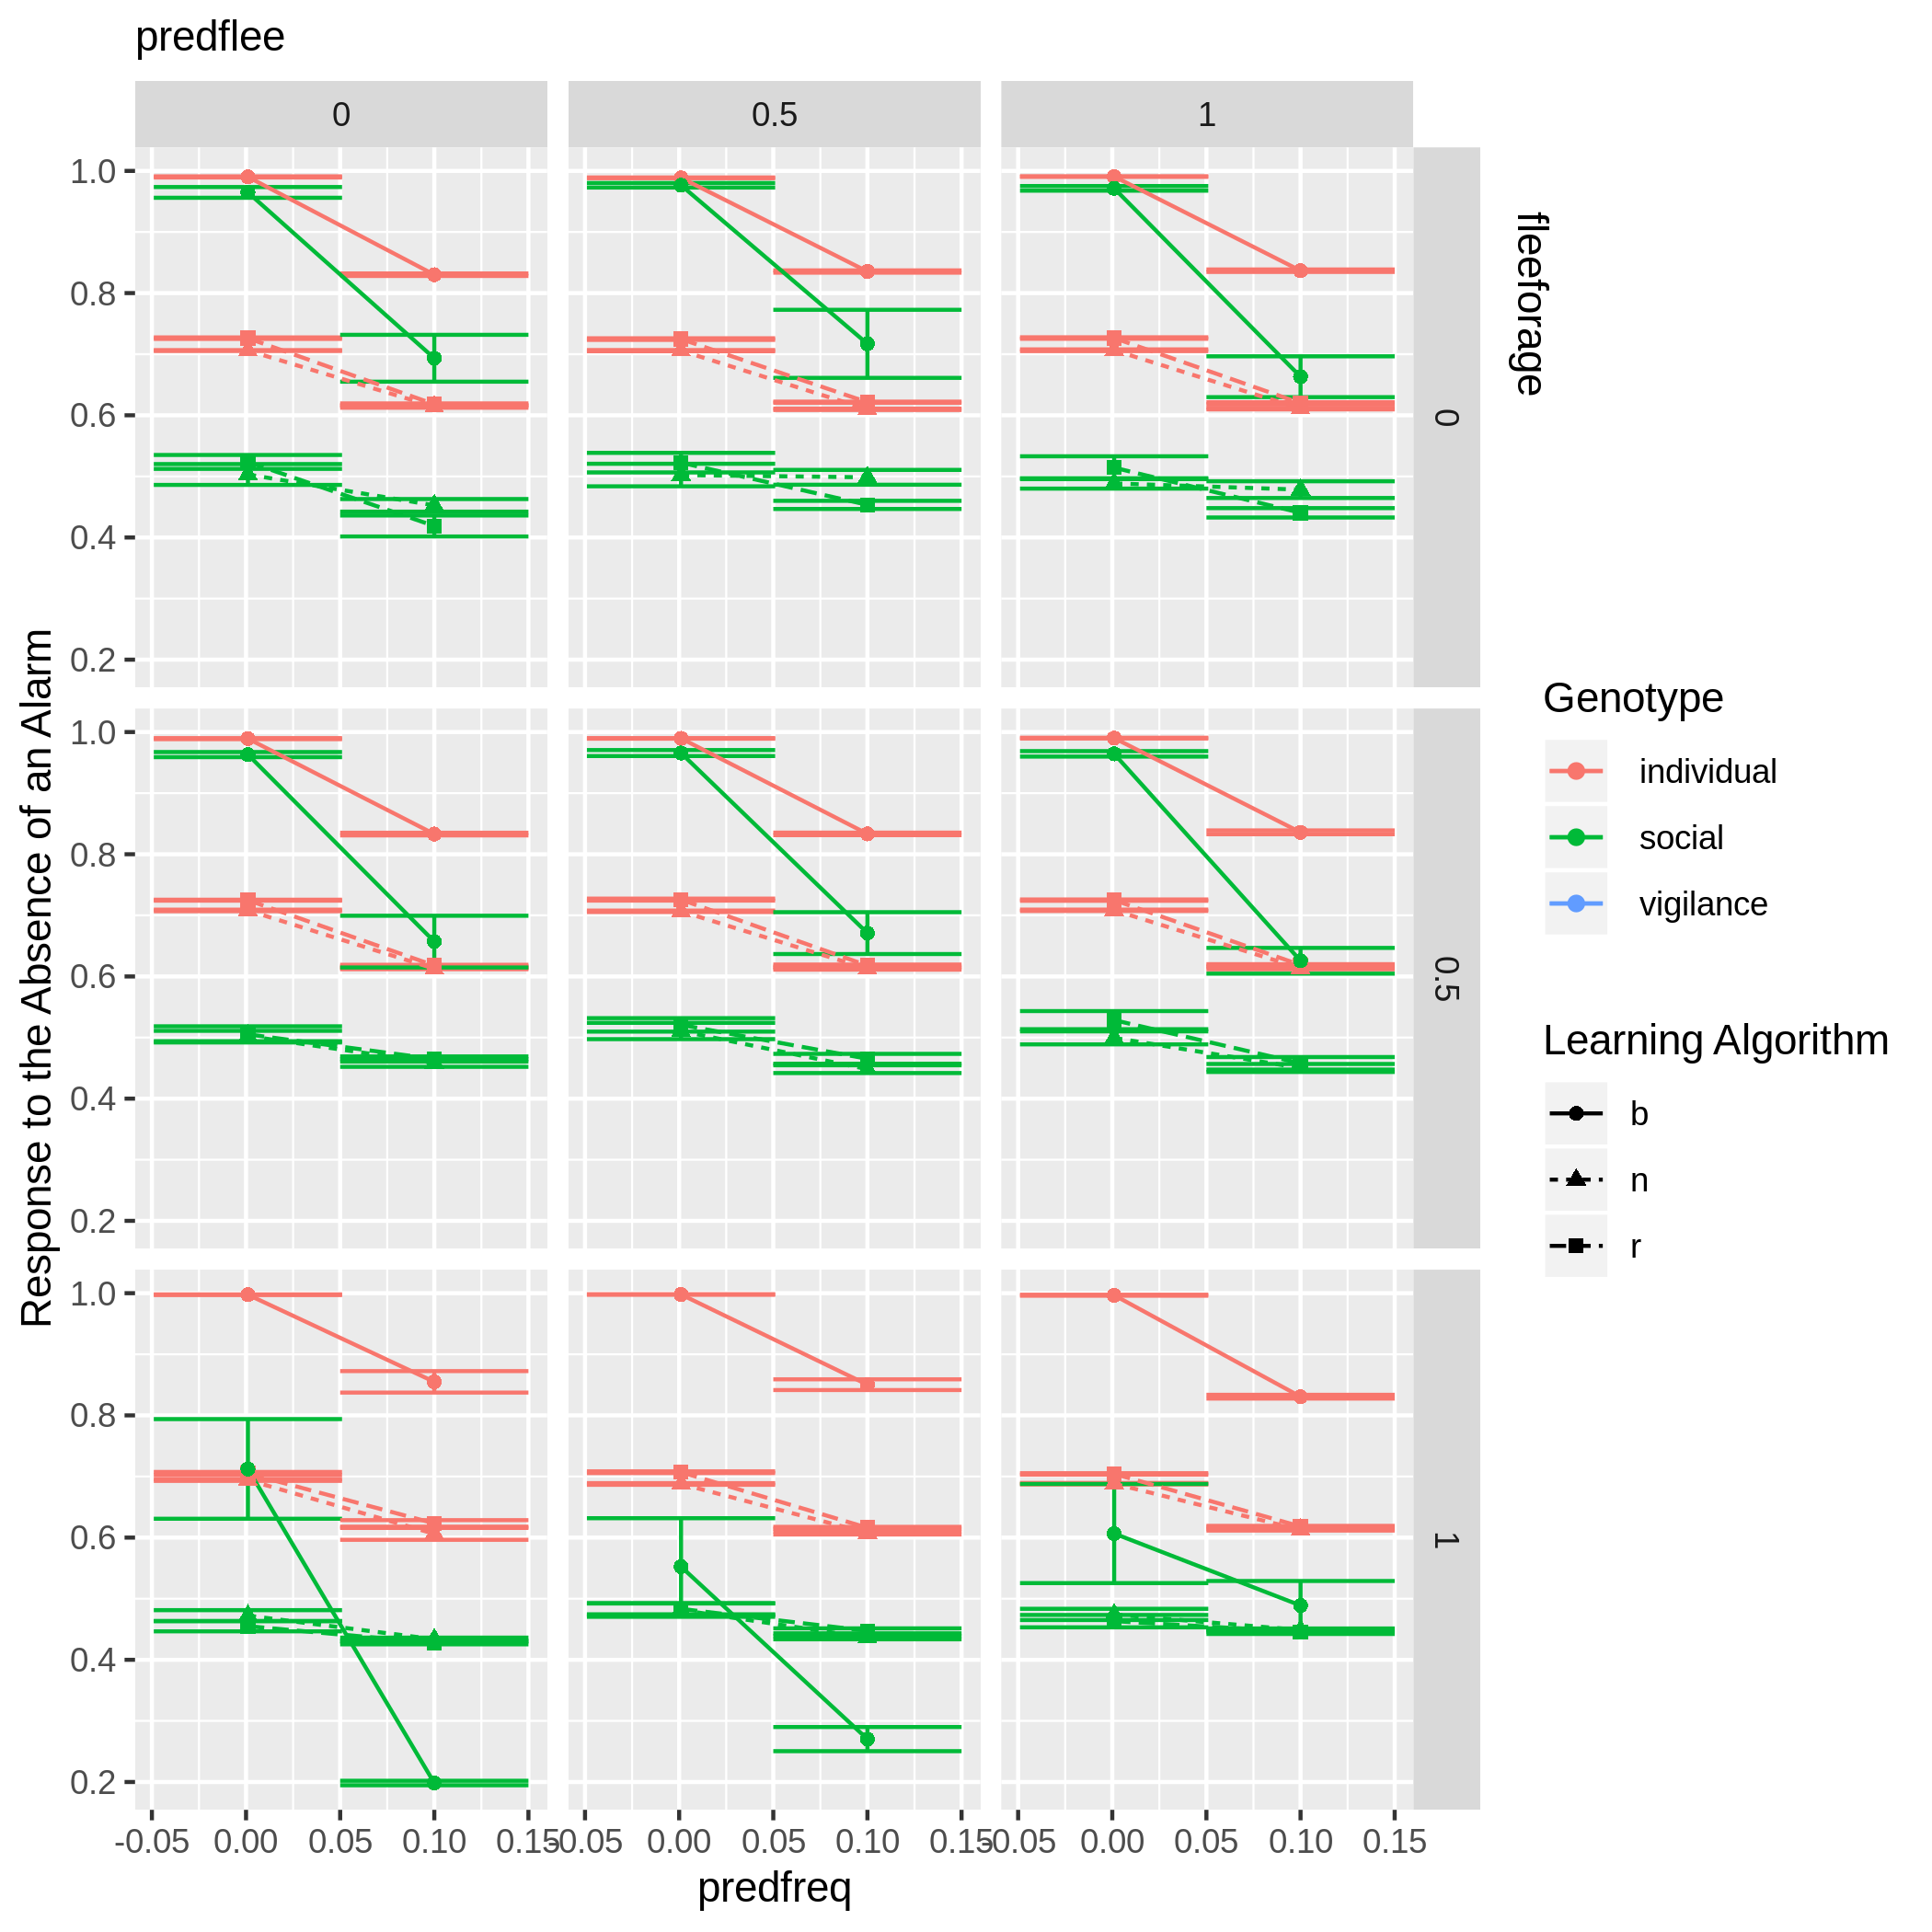 predflee
0 0.5 1
fleeforage
0
0.5
1
Response to the Absence of an Alarm
1.0
0.8
0.6
0.4
0.2
1.0
0.8
0.6
0.4
0.2
1.0
0.8
0.6
0.4
0.2
-0.05 0.00 0.05 0.10 0.15 -0.05 0.00 0.05 0.10 0.15 -0.05 0.00 0.05 0.10 0.15
predfreq
Genotype
individual
social
vigilance
Learning Algorithm
b
n
r